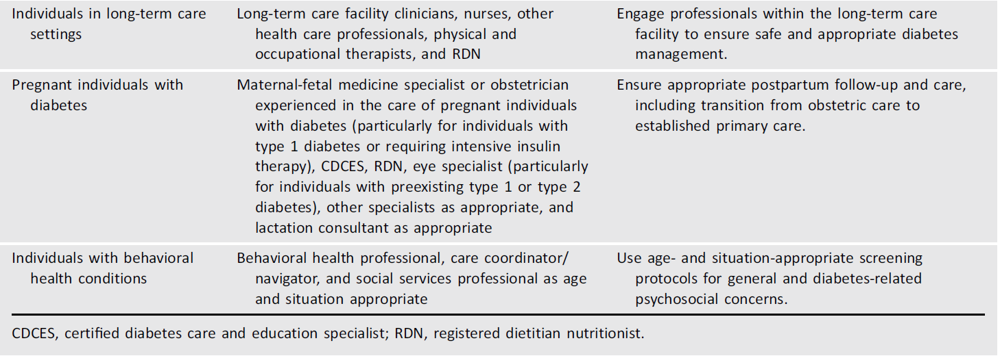 Individuals in long-term care
settings
Long-term care facility clinicians, nurses, other
health care professionals, physical and
occupational therapists, and RDN
Engage professionals within the long-term care
facility to ensure safe and appropriate diabetes
management.
Pregnant individuals with
diabetes
Maternal-fetal medicine specialist or obstetrician
experienced in the care of pregnant individuals
with diabetes (particularly for individuals with
type 1 diabetes or requiring intensive insulin
therapy), CDCES, RDN, eye specialist (particularly
for individuals with preexisting type 1 or type 2
diabetes), other specialists as appropriate, and
lactation consultant as appropriate
Ensure appropriate postpartum follow-up and care,
including transition from obstetric care to
established primary care.
Individuals with behavioral
health conditions
Behavioral health professional, care coordinator/
navigator, and social services professional as age
and situation appropriate
Use age- and situation-appropriate screening
protocols for general and diabetes-related
psychosocial concerns.
CDCES, certified diabetes care and education specialist; RDN, registered dietitian nutritionist.